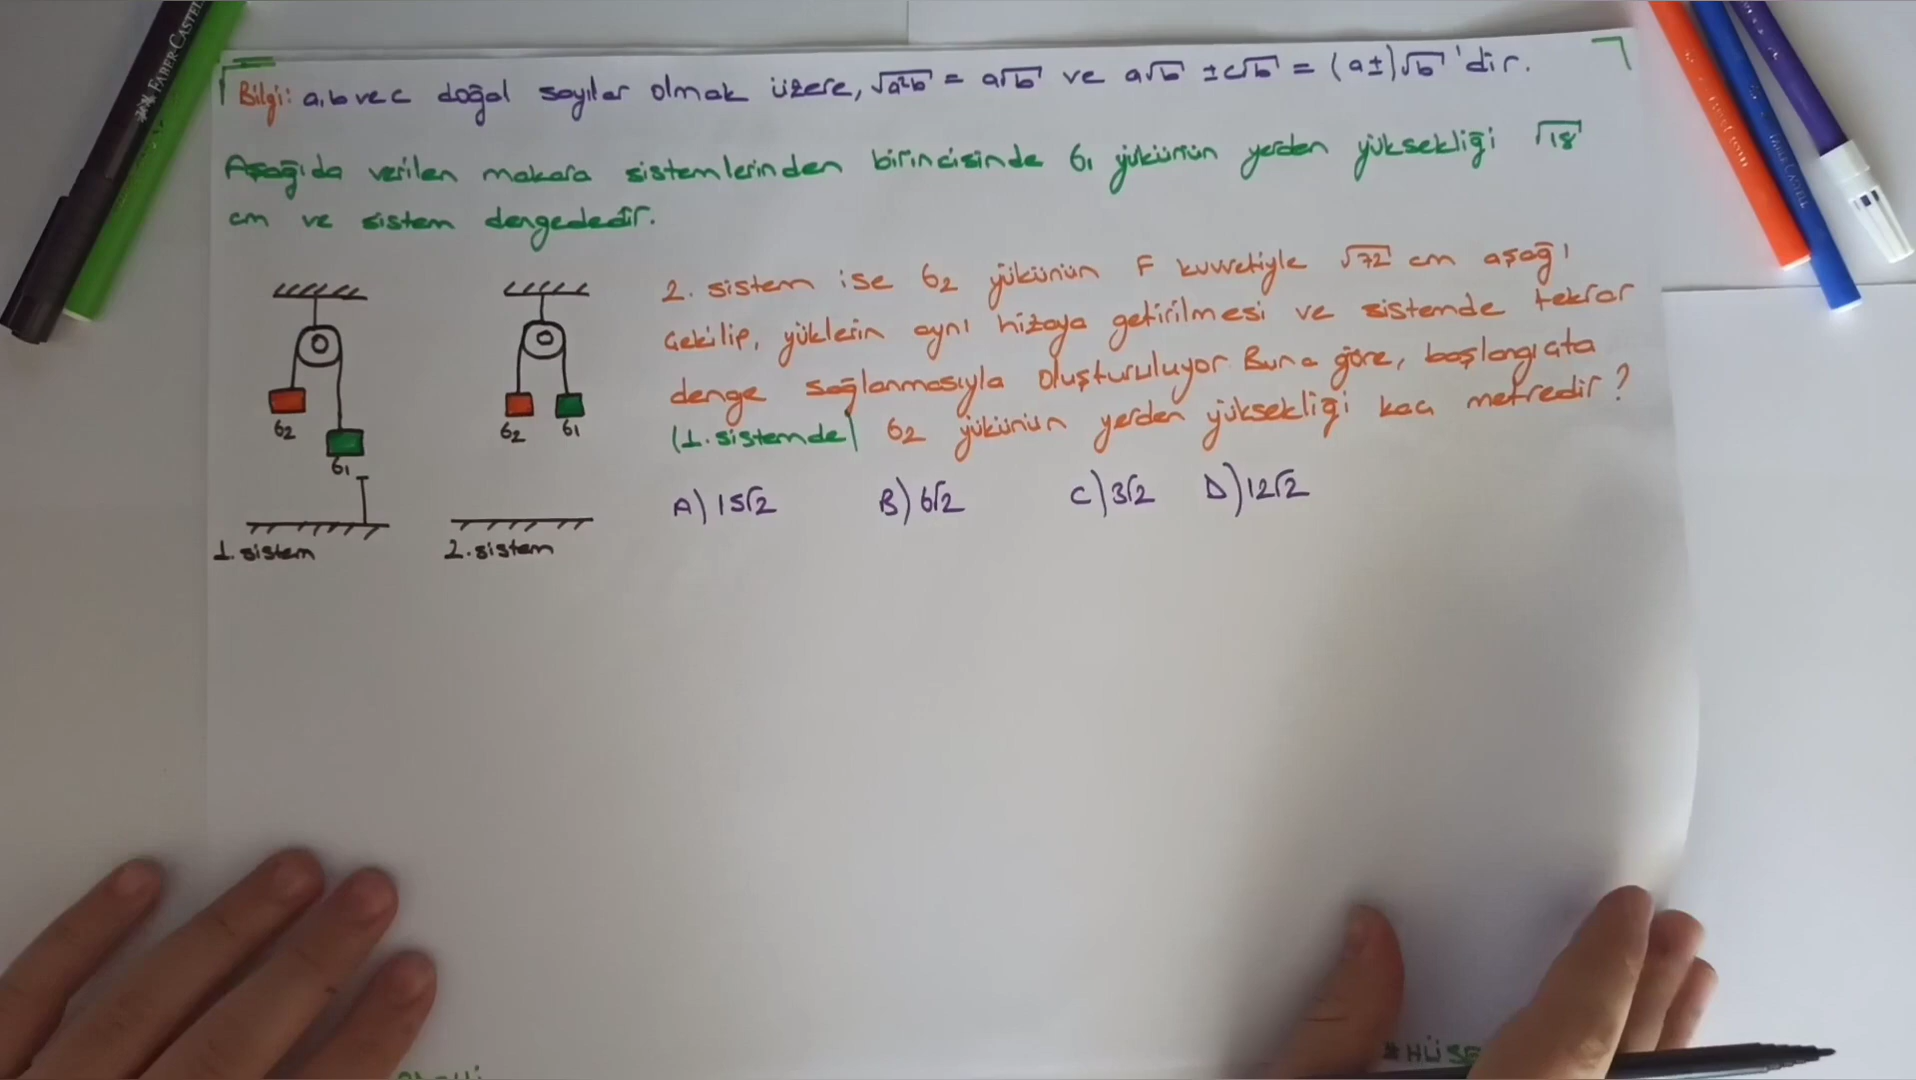 Bilgi: a,b ve c doğal sayılar olmak üzere, √a²b = a√b ve a√b ±c√b = (a±)√b 'dir.
Aşağıda verilen makara sistemlerinden birincisinde G₁ yükünün yerden yüksekliği √18
cm ve sistem dengededir.
2. sistem ise G₂ yükünün F kuvvetiyle √72 cm aşağı
çekilip, yüklerin aynı hizaya getirilmesi ve sistemde tekrar
denge sağlanmasıyla oluşturuluyor. Buna göre, başlangıçta
(1. sistemde) G₂ yükünün yerden yüksekliği kaç metredir?
A) 15√2 B) 6√2 C) 3√2 D) 12√2
G₂
G₁
1. sistem
G₂ G₁
2. sistem
FABER-CASTEL
#HÜSE